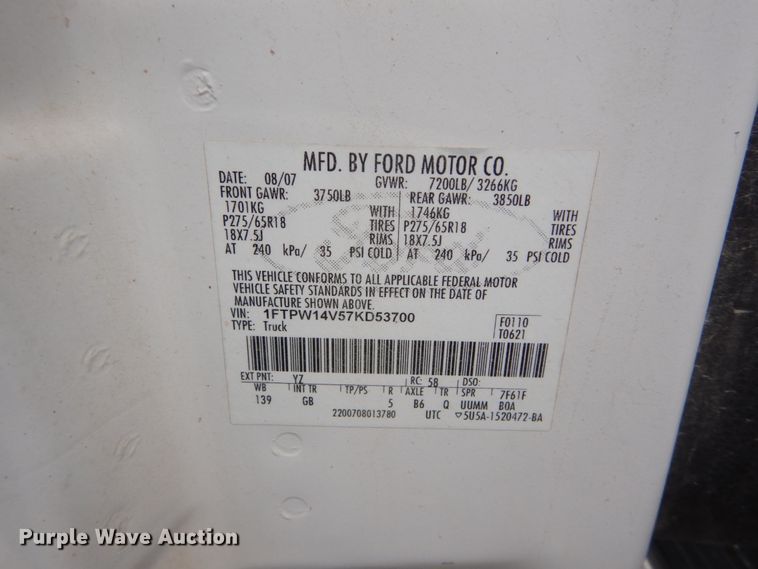 MFD. BY FORD MOTOR CO.
DATE: 08/07 GVWR: 7200LB/ 3266KG
FRONT GAWR: 3750LB REAR GAWR: 3850LB
1701KG WITH 1746KG WITH
P275/65R18 TIRES P275/65R18 TIRES
18X7.5J RIMS 18X7.5J RIMS
AT 240 kPa/ 35 PSI COLD AT 240 kPa/ 35 PSI COLD
THIS VEHICLE CONFORMS TO ALL APPLICABLE FEDERAL MOTOR
VEHICLE SAFETY STANDARDS IN EFFECT ON THE DATE OF
MANUFACTURE SHOWN ABOVE.
VIN: 1FTPW14V57KD53700 F0110
TYPE: Truck T0621
EXT PNT: YZ RC: 58 DSO:
WB INT TR TP/PS R AXLE TR SPR 7F61F
139 GB 5 B6 Q UUMM BOA
2200708013780 UTC ▽5U5A-1520472-BA
Purple Wave Auction